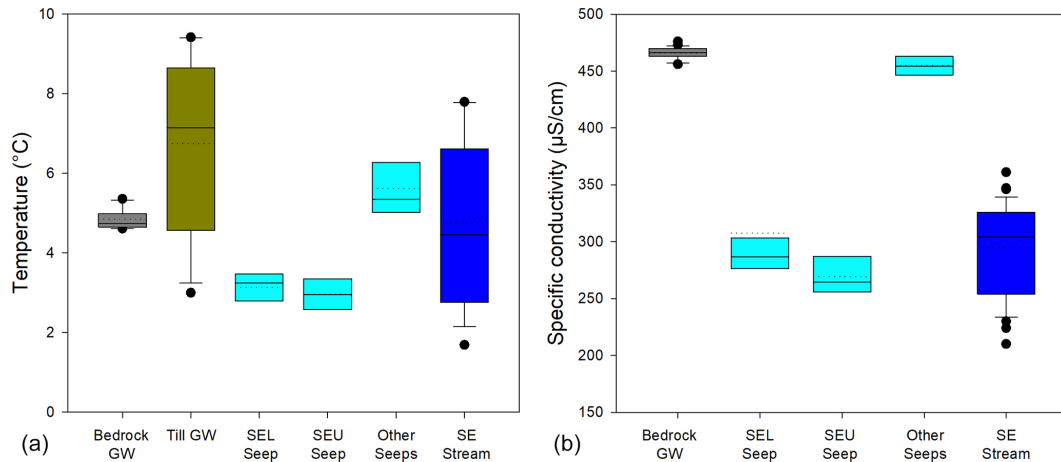 Temperature (°C)
10
8
6
4
2
0
Bedrock GW
Till GW
SEL Seep
SEU Seep
Other Seeps
SE Stream
(a)
Specific conductivity (µS/cm)
500
450
400
350
300
250
200
150
Bedrock GW
SEL Seep
SEU Seep
Other Seeps
SE Stream
(b)